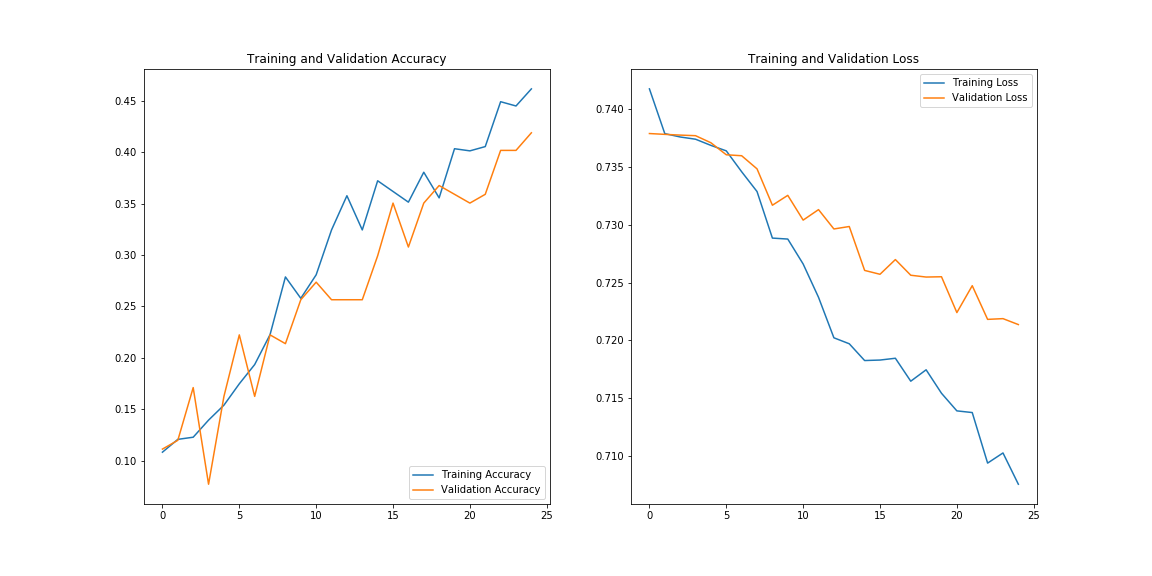 Training and Validation Accuracy
0.45
0.40
0.35
0.30
0.25
0.20
0.15
0.10
0 5 10 15 20 25
Training Accuracy
Validation Accuracy
Training and Validation Loss
Training Loss
Validation Loss
0.740
0.735
0.730
0.725
0.720
0.715
0.710
0 5 10 15 20 25